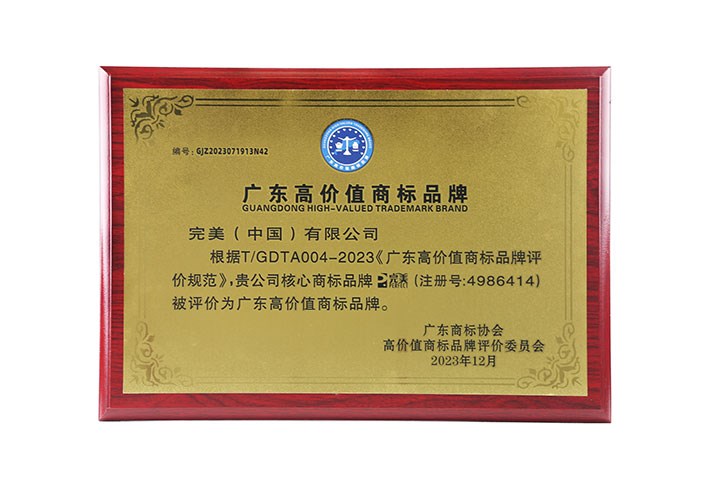 编号：GJZ2023071913N42
广东高价值商标品牌
GUANGDONG HIGH-VALUED TRADEMARK BRAND
完美（中国）有限公司
根据T/GDTA004-2023《广东高价值商标品牌评
价规范》，贵公司核心商标品牌 完美 (注册号:4986414)
被评价为广东高价值商标品牌。
广东商标协会
高价值商标品牌评价委员会
2023年12月